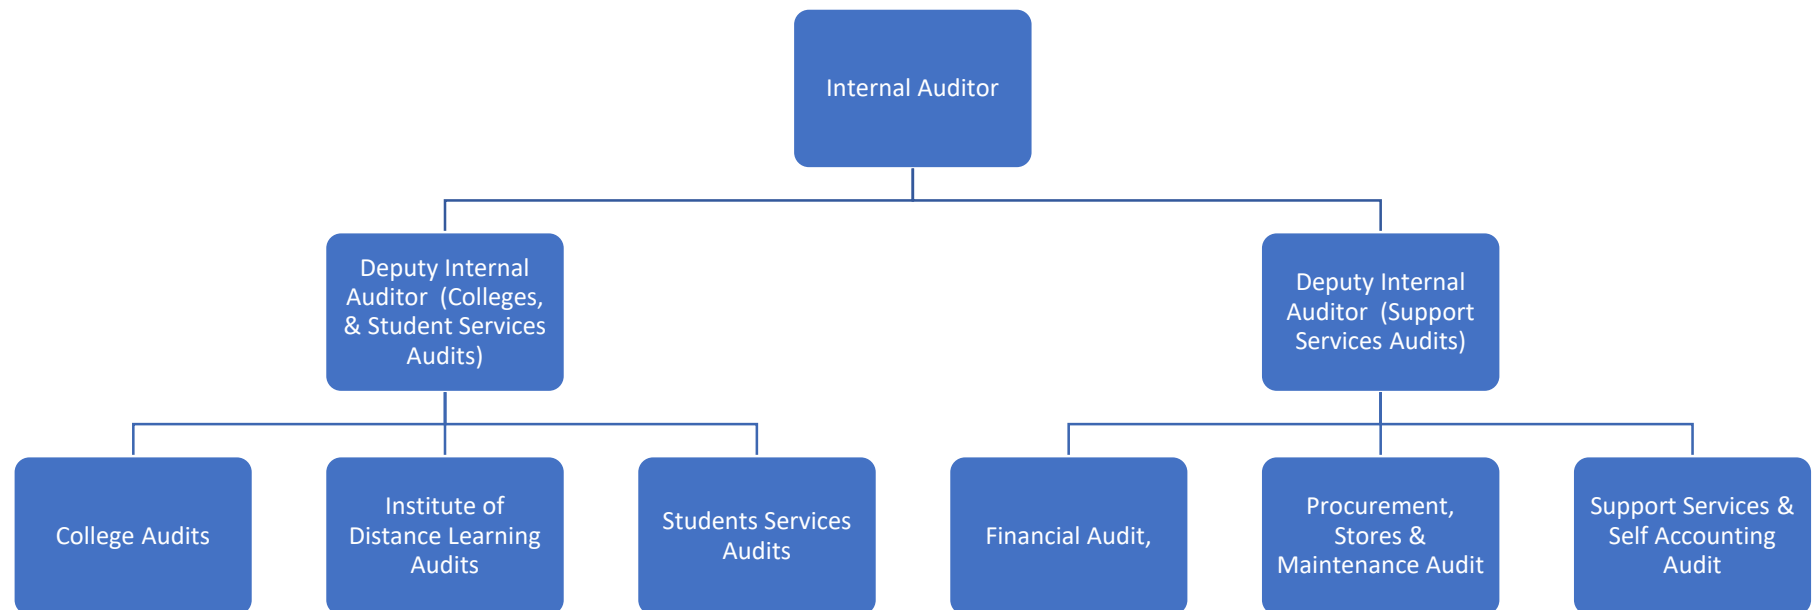 Internal Auditor
Deputy Internal
Auditor  (Colleges,
& Student Services
Audits)
Deputy Internal
Auditor  (Support
Services Audits)
College Audits
Institute of
Distance Learning
Audits
Students Services
Audits
Financial Audit,
Procurement,
Stores &
Maintenance Audit
Support Services &
Self Accounting
Audit